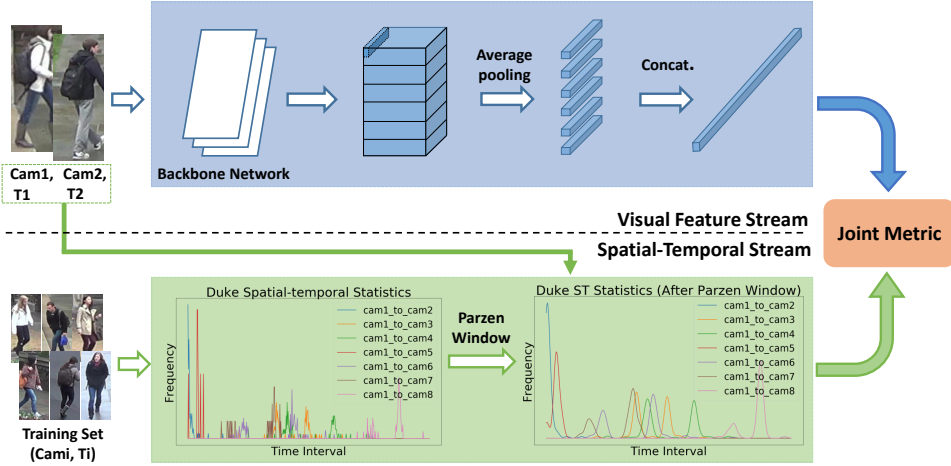 Average
pooling
Concat.
Backbone Network
Cam1,
T1
Cam2,
T2
Visual Feature Stream
Spatial-Temporal Stream
Joint Metric
Duke Spatial-temporal Statistics
Frequency
cam1_to_cam2
cam1_to_cam3
cam1_to_cam4
cam1_to_cam5
cam1_to_cam6
cam1_to_cam7
cam1_to_cam8
Time Interval
Parzen
Window
Duke ST Statistics (After Parzen Window)
Frequency
cam1_to_cam2
cam1_to_cam3
cam1_to_cam4
cam1_to_cam5
cam1_to_cam6
cam1_to_cam7
cam1_to_cam8
Time Interval
Training Set
(Cami, Ti)